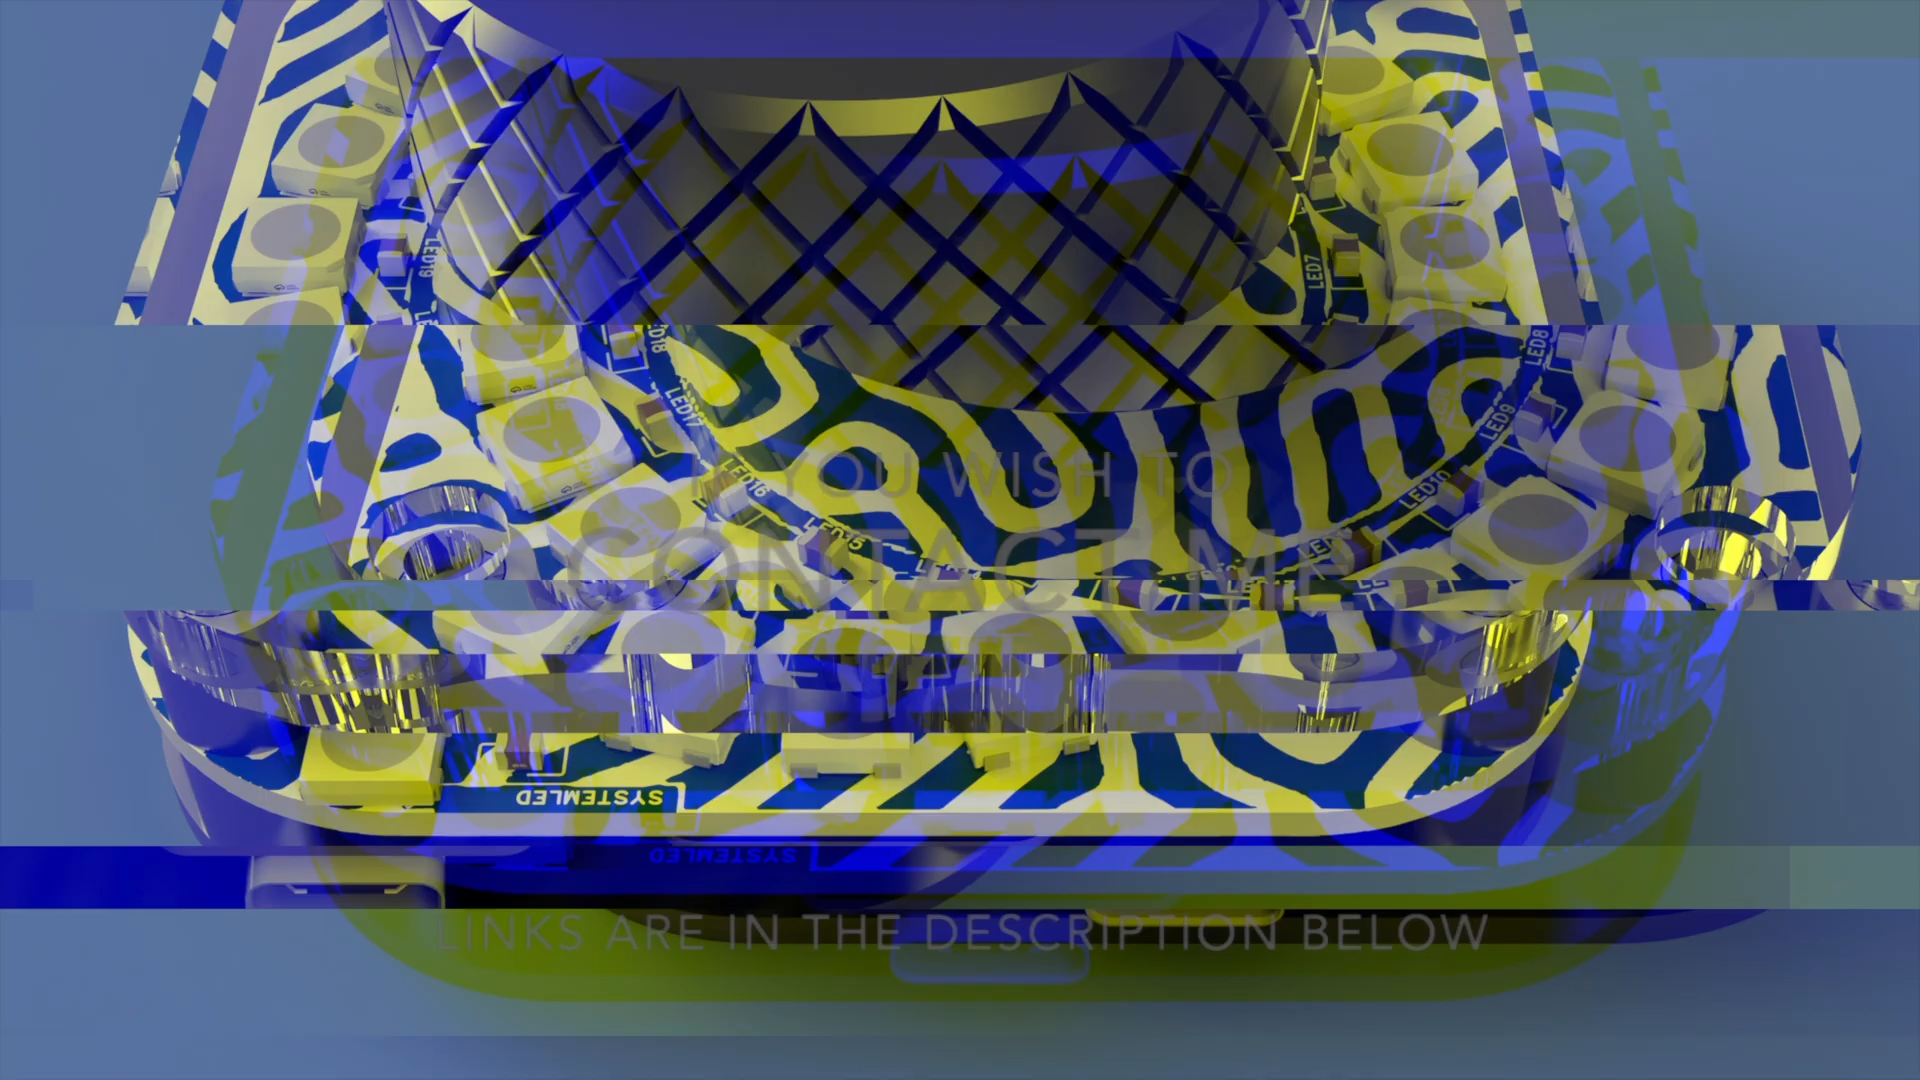 LED19
LED7
LED18
LED8
LED17
LED9
IF YOU WISH TO
LED16
LED10
LED15
CONTACT ME
SYSTEMLED
SYSTEMLED
LINKS ARE IN THE DESCRIPTION BELOW